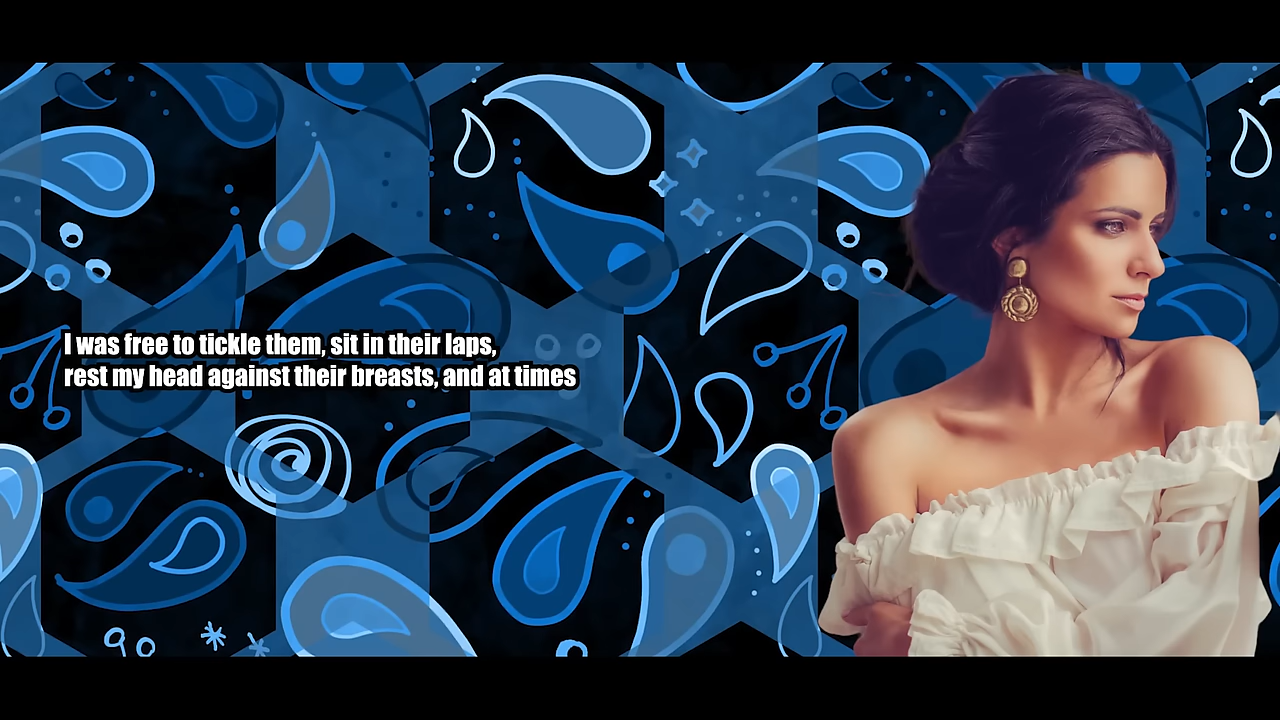 I was free to tickle them, sit in their laps,
rest my head against their breasts, and at times